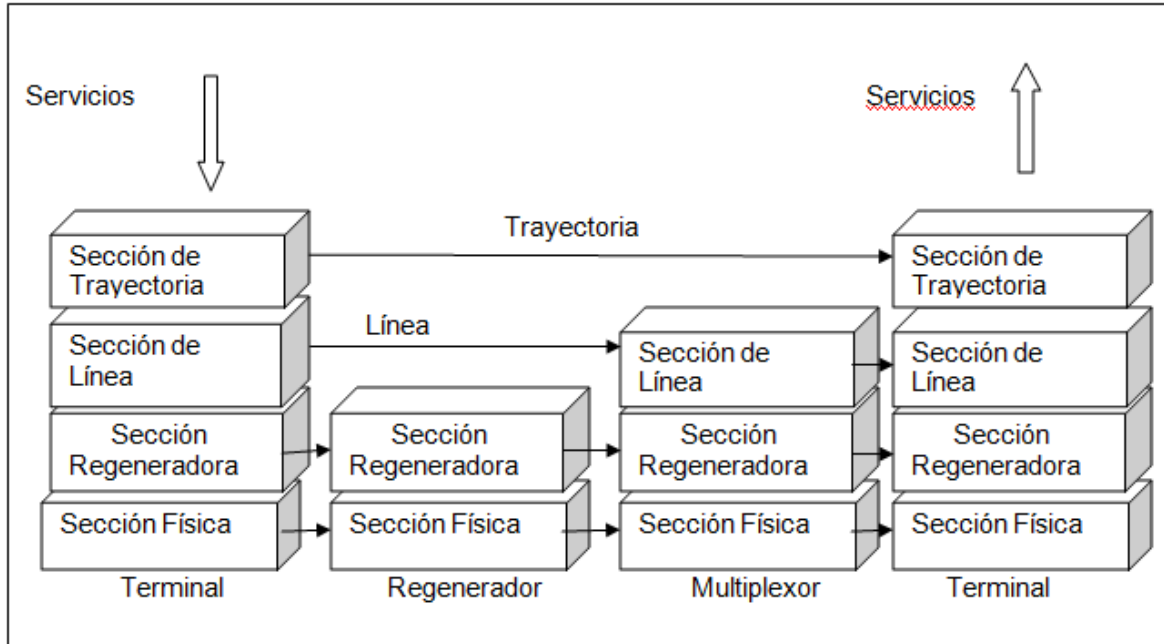 Servicios
Servicios
Trayectoria
Sección de
Trayectoria
Sección de
Trayectoria
Línea
Sección de
Línea
Sección de
Línea
Sección de
Línea
Sección
Regeneradora
Sección
Regeneradora
Sección
Regeneradora
Sección
Regeneradora
Sección Física
Sección Física
Sección Física
Sección Física
Terminal
Regenerador
Multiplexor
Terminal